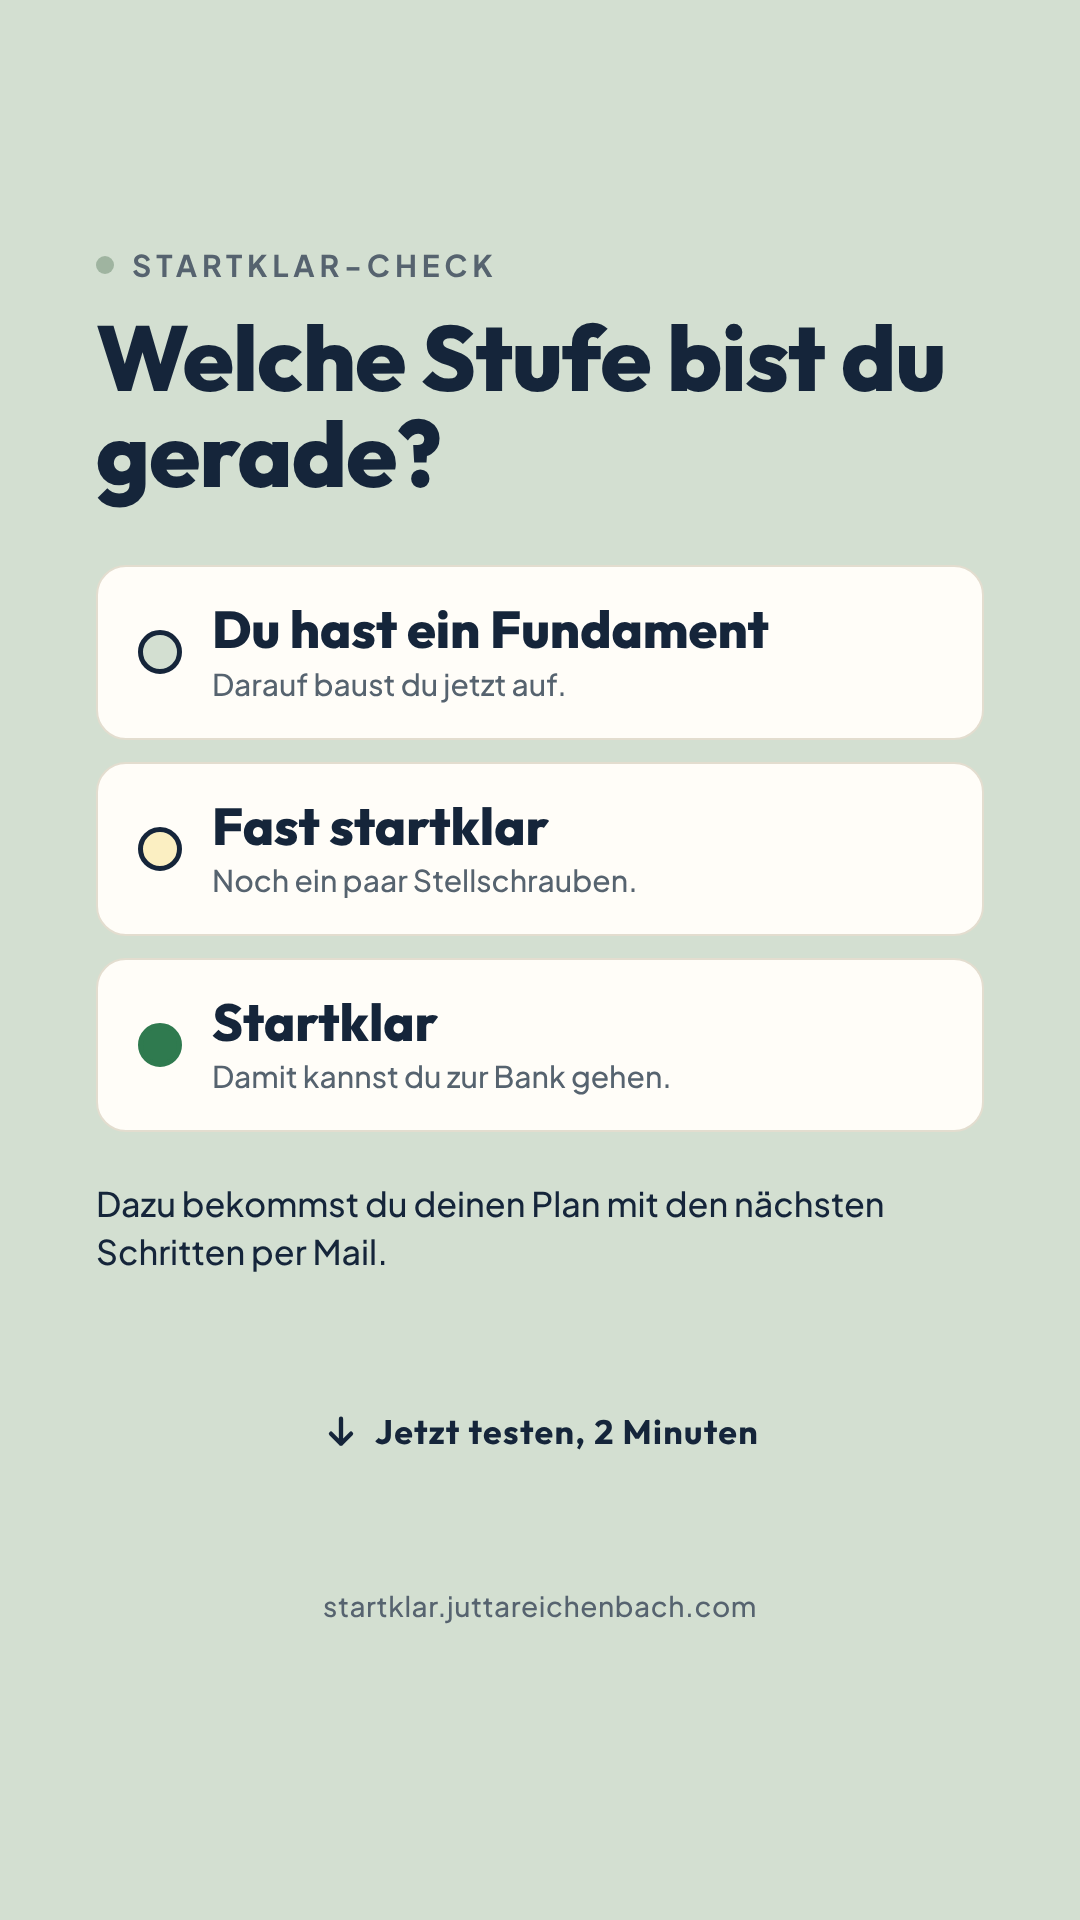 STARTKLAR-CHECK
Welche Stufe bist du
gerade?
Du hast ein Fundament
Darauf baust du jetzt auf.
Fast startklar
Noch ein paar Stellschrauben.
Startklar
Damit kannst du zur Bank gehen.
Dazu bekommst du deinen Plan mit den nächsten
Schritten per Mail.
↓ Jetzt testen, 2 Minuten
startklar.juttareichenbach.com